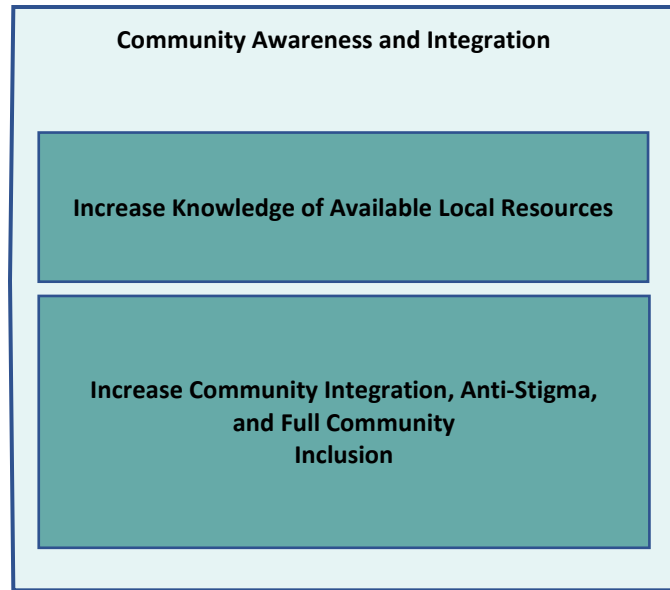 Community Awareness and Integration
Increase Knowledge of Available Local Resources
Increase Community Integration, Anti-Stigma,
and Full Community
Inclusion